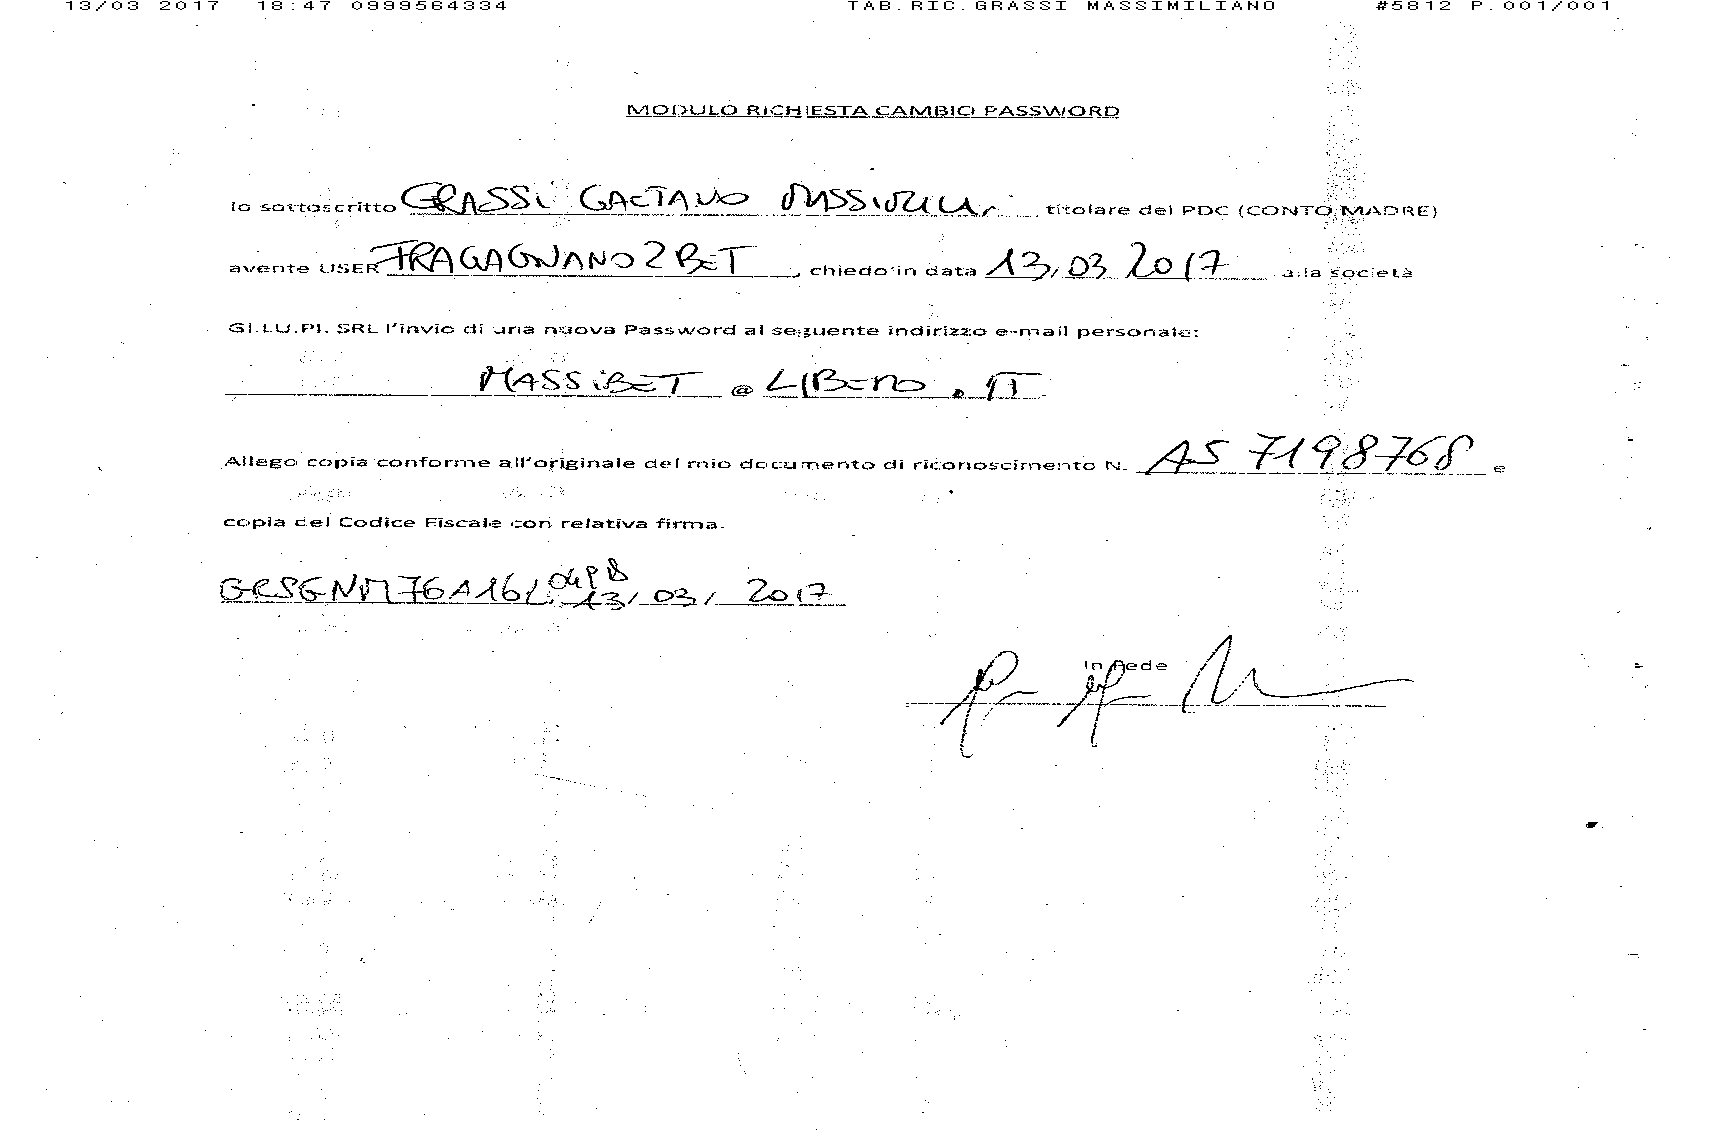 13/03 2017 18:47 0999564334 TAB.RIC.GRASSI MASSIMILIANO #5812 P.001/001
MODULO RICHIESTA CAMBIO PASSWORD
Io sottoscritto GRASSI GAETANO titolare del PDC (CONTO MADRE)
avente USER FRAGAGNANO2BET , chiedo in data 13/03 2017 alla società
GI.LU.PI. SRL l'invio di una nuova Password al seguente indirizzo e-mail personale:
MASSIBET @ LIBERO . IT
Allego copia conforme all'originale del mio documento di riconoscimento N. AS 7198768 e
copia del Codice Fiscale con relativa firma.
13/03/ 2017
In Fede